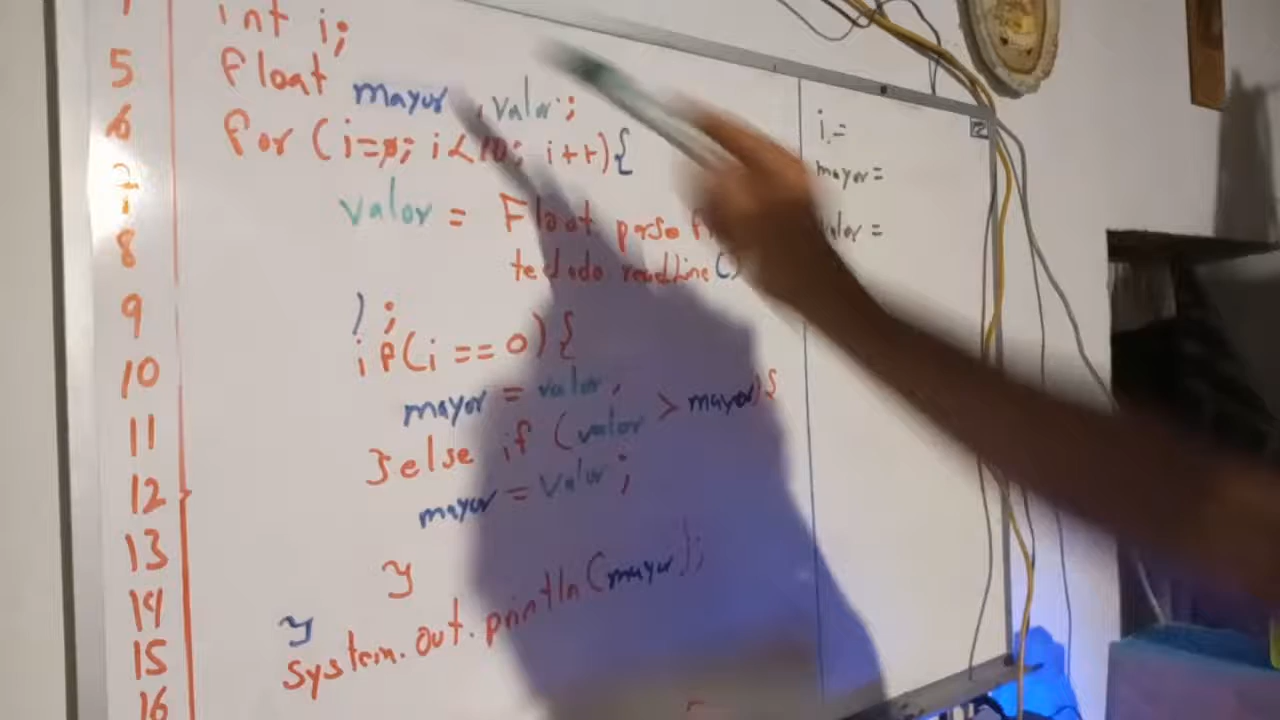 int i;
5 float mayor, valor;
6 for (i=0; i<10; i++){
valor = Float parse
8 teclado readLine()
9 );
10 if(i == 0){
mayor = valor;
11 }else if (valor > mayor){
12 mayor = valor;
13
14 }
15 }
system.out.println(mayor);
16
i=
mayor=
valor=